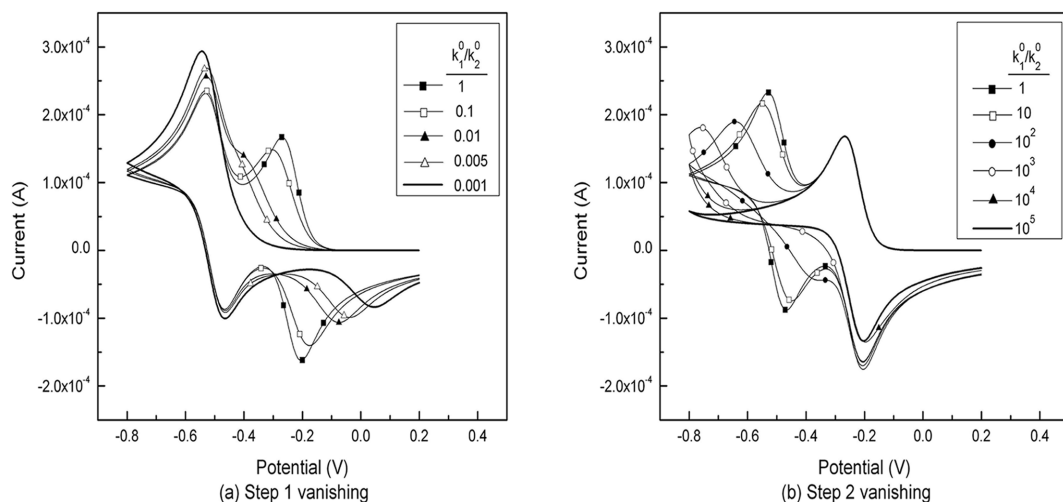 3.0x10⁻⁴
2.0x10⁻⁴
1.0x10⁻⁴
0.0
-1.0x10⁻⁴
-2.0x10⁻⁴
Current (A)
k⁰₁/k⁰₂
1
0.1
0.01
0.005
0.001
-0.8 -0.6 -0.4 -0.2 0.0 0.2 0.4
Potential (V)
(a) Step 1 vanishing
3.0x10⁻⁴
2.0x10⁻⁴
1.0x10⁻⁴
0.0
-1.0x10⁻⁴
-2.0x10⁻⁴
Current (A)
k⁰₁/k⁰₂
1
10
10²
10³
10⁴
10⁵
-0.8 -0.6 -0.4 -0.2 0.0 0.2 0.4
Potential (V)
(b) Step 2 vanishing